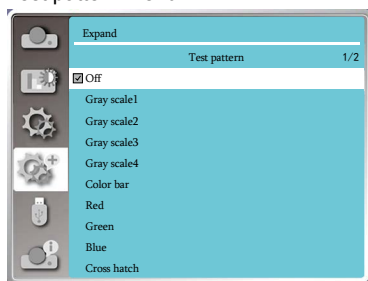 Expand
Test pattern 1/2
Off
Gray scale1
Gray scale2
Gray scale3
Gray scale4
Color bar
Red
Green
Blue
Cross hatch